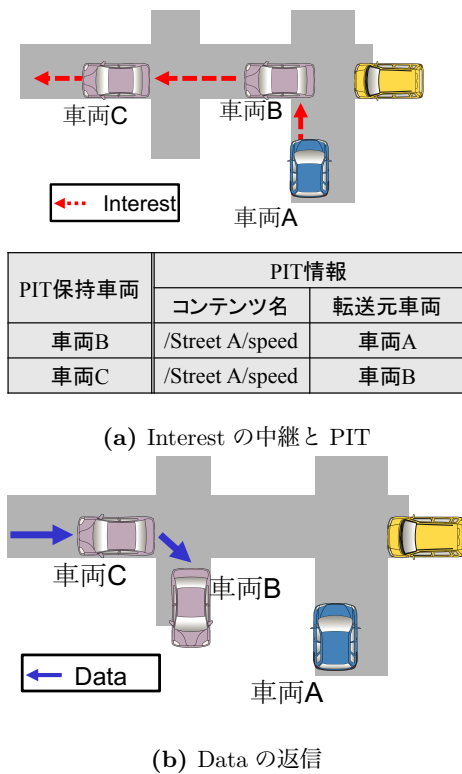 車両C
車両B
車両A
Interest
PIT保持車両
PIT情報
コンテンツ名
転送元車両
車両B
/Street A/speed
車両A
車両C
/Street A/speed
車両B
(a) Interest の中継と PIT
車両C
車両B
車両A
Data
(b) Data の返信